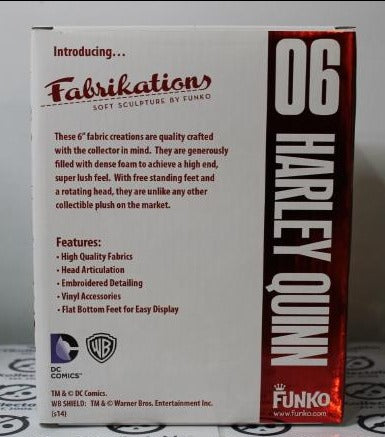 Introducing...
Fabrikations
SOFT SCULPTURE BY FUNKO
These 6" fabric creations are quality crafted
with the collector in mind. They are generously
filled with dense foam to achieve a high end,
super lush feel. With free standing feet and
a rotating head, they are unlike any other
collectible plush on the market.
Features:
• High Quality Fabrics
• Head Articulation
• Embroidered Detailing
• Vinyl Accessories
• Flat Bottom Feet for Easy Display
DC
COMICS™
WB
TM & © DC Comics.
WB SHIELD: TM & © Warner Bros. Entertainment Inc.
(s14)
06
HARLEY QUINN
FUNKO
www.Funko.com